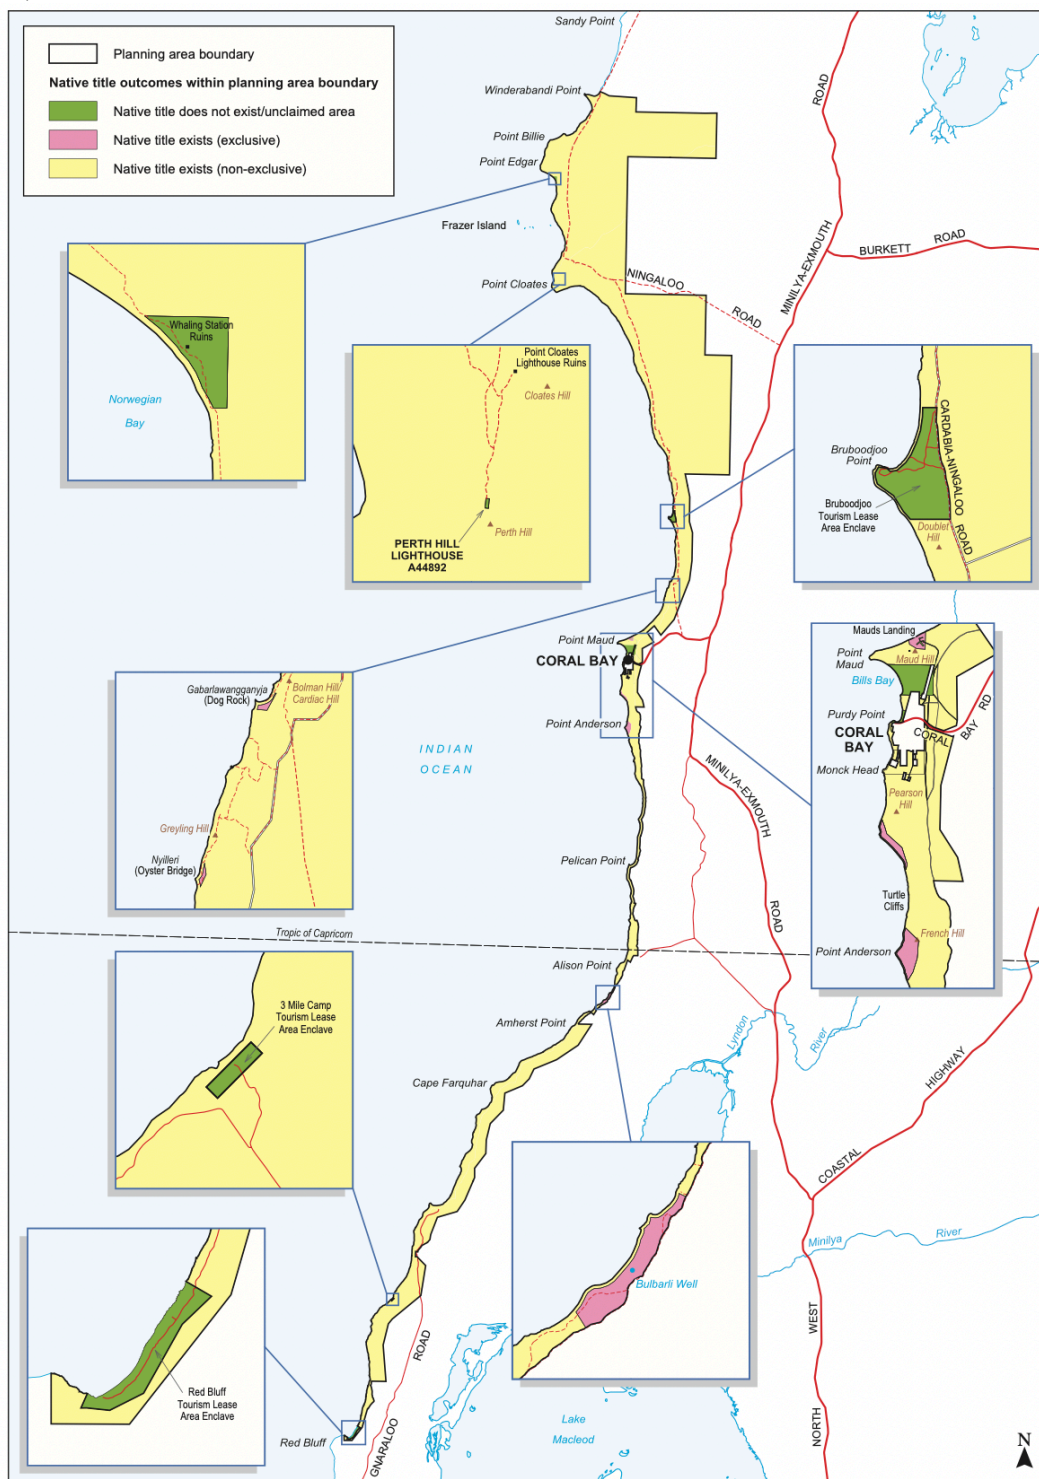 Sandy Point
Planning area boundary
Native title outcomes within planning area boundary
Native title does not exist/unclaimed area
Native title exists (exclusive)
Native title exists (non-exclusive)
Winderabandi Point
Point Billie
Point Edgar
Frazer Island
Point Cloates
NINGALOO
ROAD
ROAD
MINILYA-EXMOUTH
BURKETT
ROAD
Whaling Station
Ruins
Norwegian
Bay
Point Cloates
Lighthouse Ruins
Cloates Hill
Perth Hill
PERTH HILL
LIGHTHOUSE
A44892
Bruboodjoo
Point
Bruboodjoo
Tourism Lease
Area Enclave
Doublet
Hill
CARDABIA-NINGALOO
ROAD
Point Maud
CORAL BAY
Point Anderson
Mauds Landing
Point
Maud
Maud Hill
Bills Bay
Purdy Point
CORAL
BAY
CORAL
BAY
RD
Monck Head
Pearson
Hill
Turtle
Cliffs
French Hill
Point Anderson
Gabarlawangganyja
(Dog Rock)
Bolman Hill/
Cardiac Hill
Greyling Hill
Nyilleri
(Oyster Bridge)
INDIAN
OCEAN
MINILYA-EXMOUTH
ROAD
Pelican Point
Tropic of Capricorn
Alison Point
Amherst Point
Cape Farquhar
3 Mile Camp
Tourism Lease
Area Enclave
Lyndon
River
COASTAL
HIGHWAY
Bulbarli Well
Minilya
River
WEST
NORTH
Red Bluff
Tourism Lease
Area Enclave
Red Bluff
GNARALOO
ROAD
Lake
Macleod
N